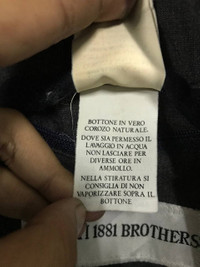 BOTTONE IN VERO
COROZO NATURALE.
DOVE SIA PERMESSO IL
LAVAGGIO IN ACQUA
NON LASCIARE PER
DIVERSE ORE IN
AMMOLLO.
NELLA STIRATURA SI
CONSIGLIA DI NON
VAPORIZZARE SOPRA IL
BOTTONE
1881 BROTHERS